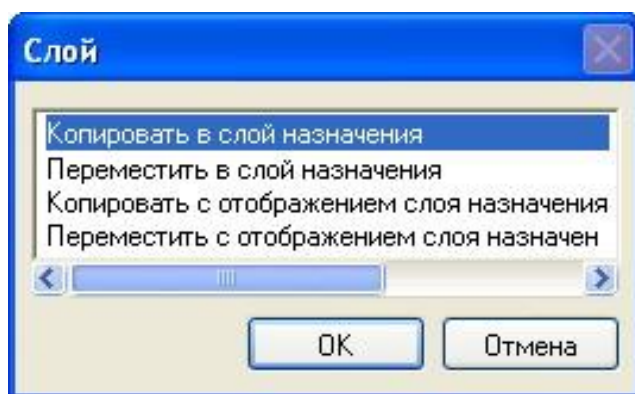 Слой
Копировать в слой назначения
Переместить в слой назначения
Копировать с отображением слоя назначения
Переместить с отображением слоя назначен
OK
Отмена